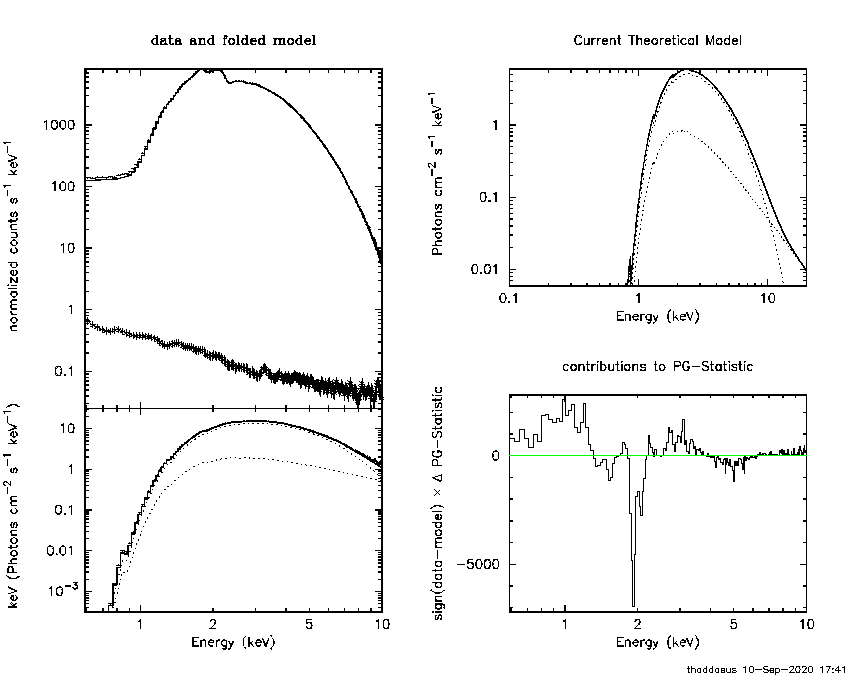 data and folded model
normalized counts s−1 keV−1
1000
100
10
1
0.1
keV (Photons cm−2 s−1 keV−1)
10
1
0.1
0.01
10−3
1
2
5
10
Energy (keV)
Current Theoretical Model
Photons cm−2 s−1 keV−1
1
0.1
0.01
0.1
1
10
Energy (keV)
contributions to PG−Statistic
sign(data−model) × Δ PG−Statistic
0
−5000
1
2
5
10
Energy (keV)
thaddaeus 10−Sep−2020 17:41